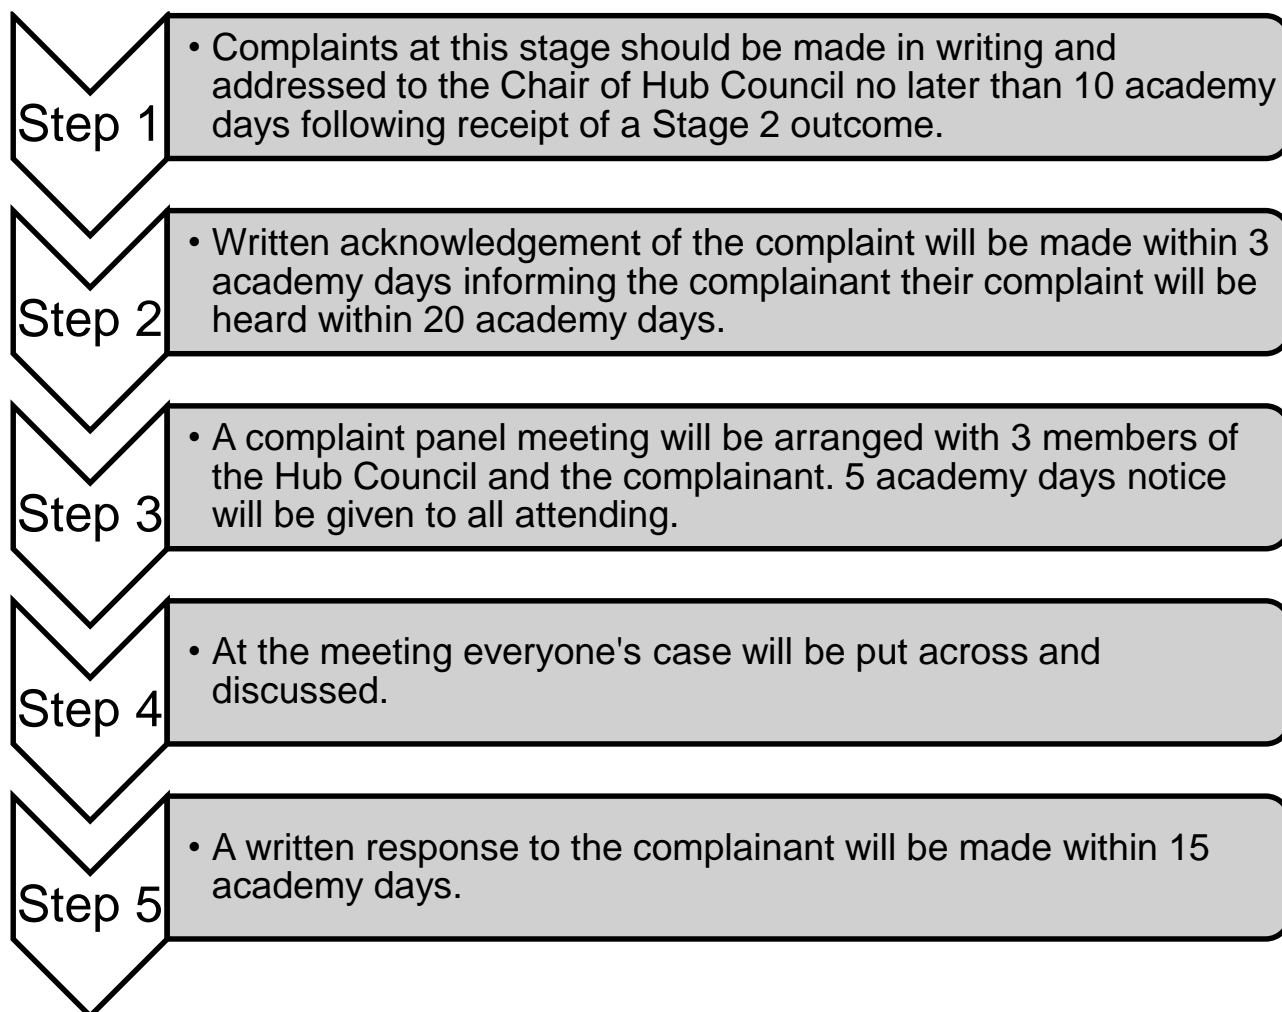 Step 1
• Complaints at this stage should be made in writing and
addressed to the Chair of Hub Council no later than 10 academy
days following receipt of a Stage 2 outcome.
Step 2
• Written acknowledgement of the complaint will be made within 3
academy days informing the complainant their complaint will be
heard within 20 academy days.
Step 3
• A complaint panel meeting will be arranged with 3 members of
the Hub Council and the complainant. 5 academy days notice
will be given to all attending.
Step 4
• At the meeting everyone's case will be put across and
discussed.
Step 5
• A written response to the complainant will be made within 15
academy days.